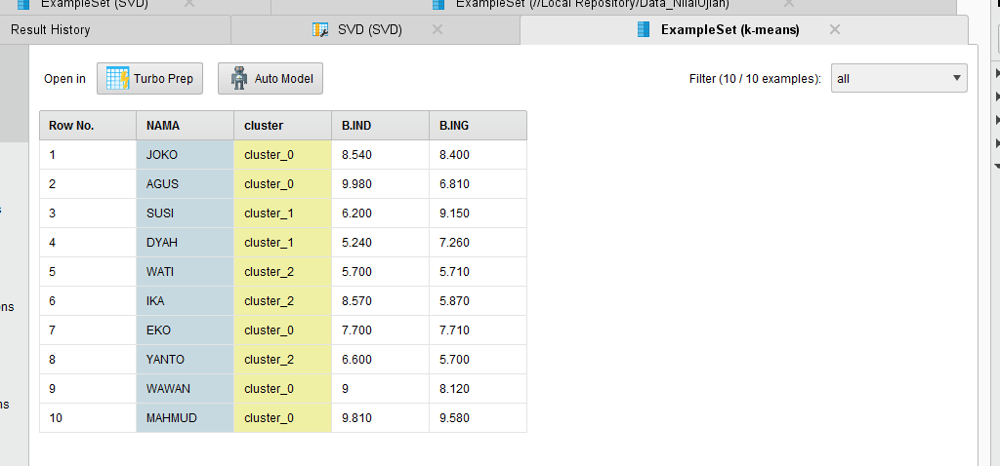 ExampleSet (SVD) ExampleSet (//Local Repository/Data_NilaiUjian)
Result History SVD (SVD) ExampleSet (k-means)
Open in Turbo Prep Auto Model Filter (10 / 10 examples): all
Row No. NAMA cluster B.IND B.ING
1 JOKO cluster_0 8.540 8.400
2 AGUS cluster_0 9.980 6.810
3 SUSI cluster_1 6.200 9.150
4 DYAH cluster_1 5.240 7.260
5 WATI cluster_2 5.700 5.710
6 IKA cluster_2 8.570 5.870
7 EKO cluster_0 7.700 7.710
8 YANTO cluster_2 6.600 5.700
9 WAWAN cluster_0 9 8.120
10 MAHMUD cluster_0 9.810 9.580